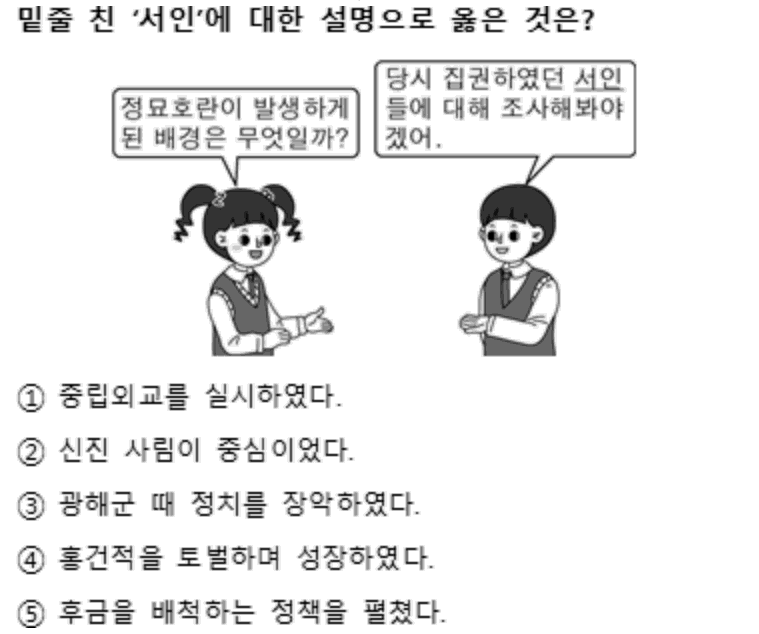 밑줄 친 ‘서인’에 대한 설명으로 옳은 것은?
정묘호란이 발생하게
된 배경은 무엇일까?
당시 집권하였던 서인
들에 대해 조사해봐야
겠어.
① 중립외교를 실시하였다.
② 신진 사림이 중심이었다.
③ 광해군 때 정치를 장악하였다.
④ 홍건적을 토벌하며 성장하였다.
⑤ 후금을 배척하는 정책을 펼쳤다.